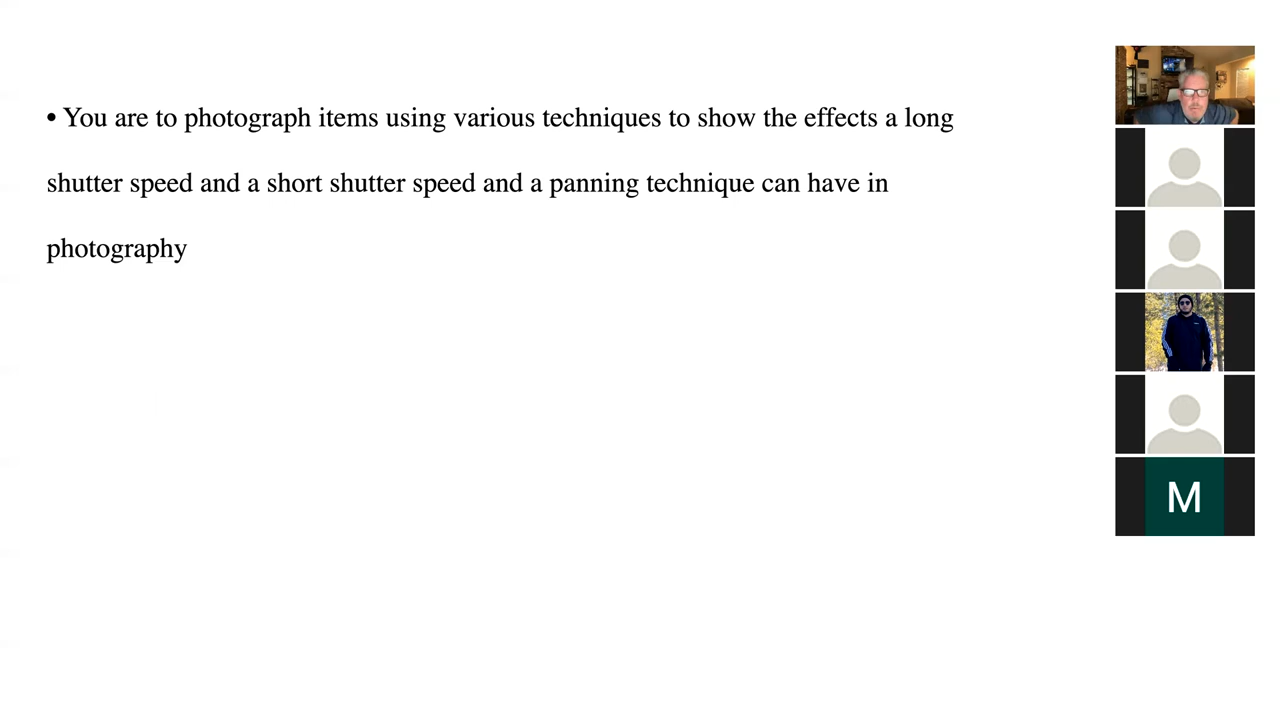 • You are to photograph items using various techniques to show the effects a long
shutter speed and a short shutter speed and a panning technique can have in
photography
M